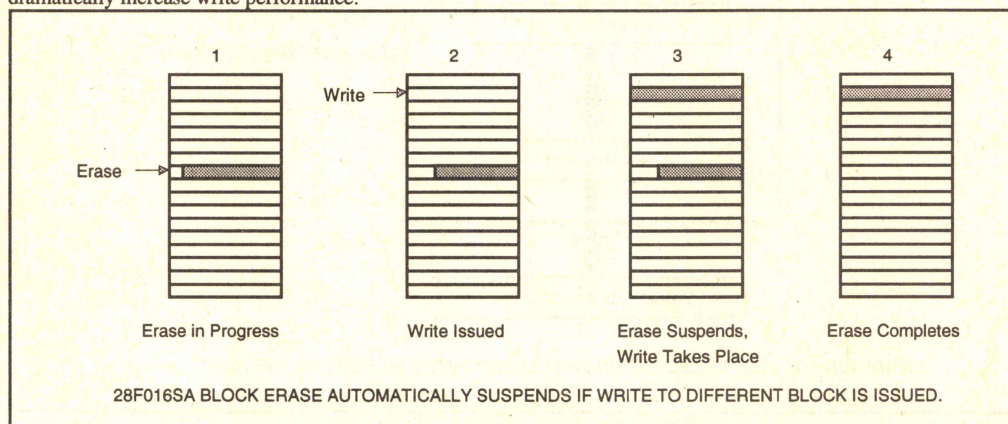 dramatically increase write performance.
1 2 3 4
Write
Erase
Erase in Progress Write Issued Erase Suspends, Erase Completes
Write Takes Place
28F016SA BLOCK ERASE AUTOMATICALLY SUSPENDS IF WRITE TO DIFFERENT BLOCK IS ISSUED.